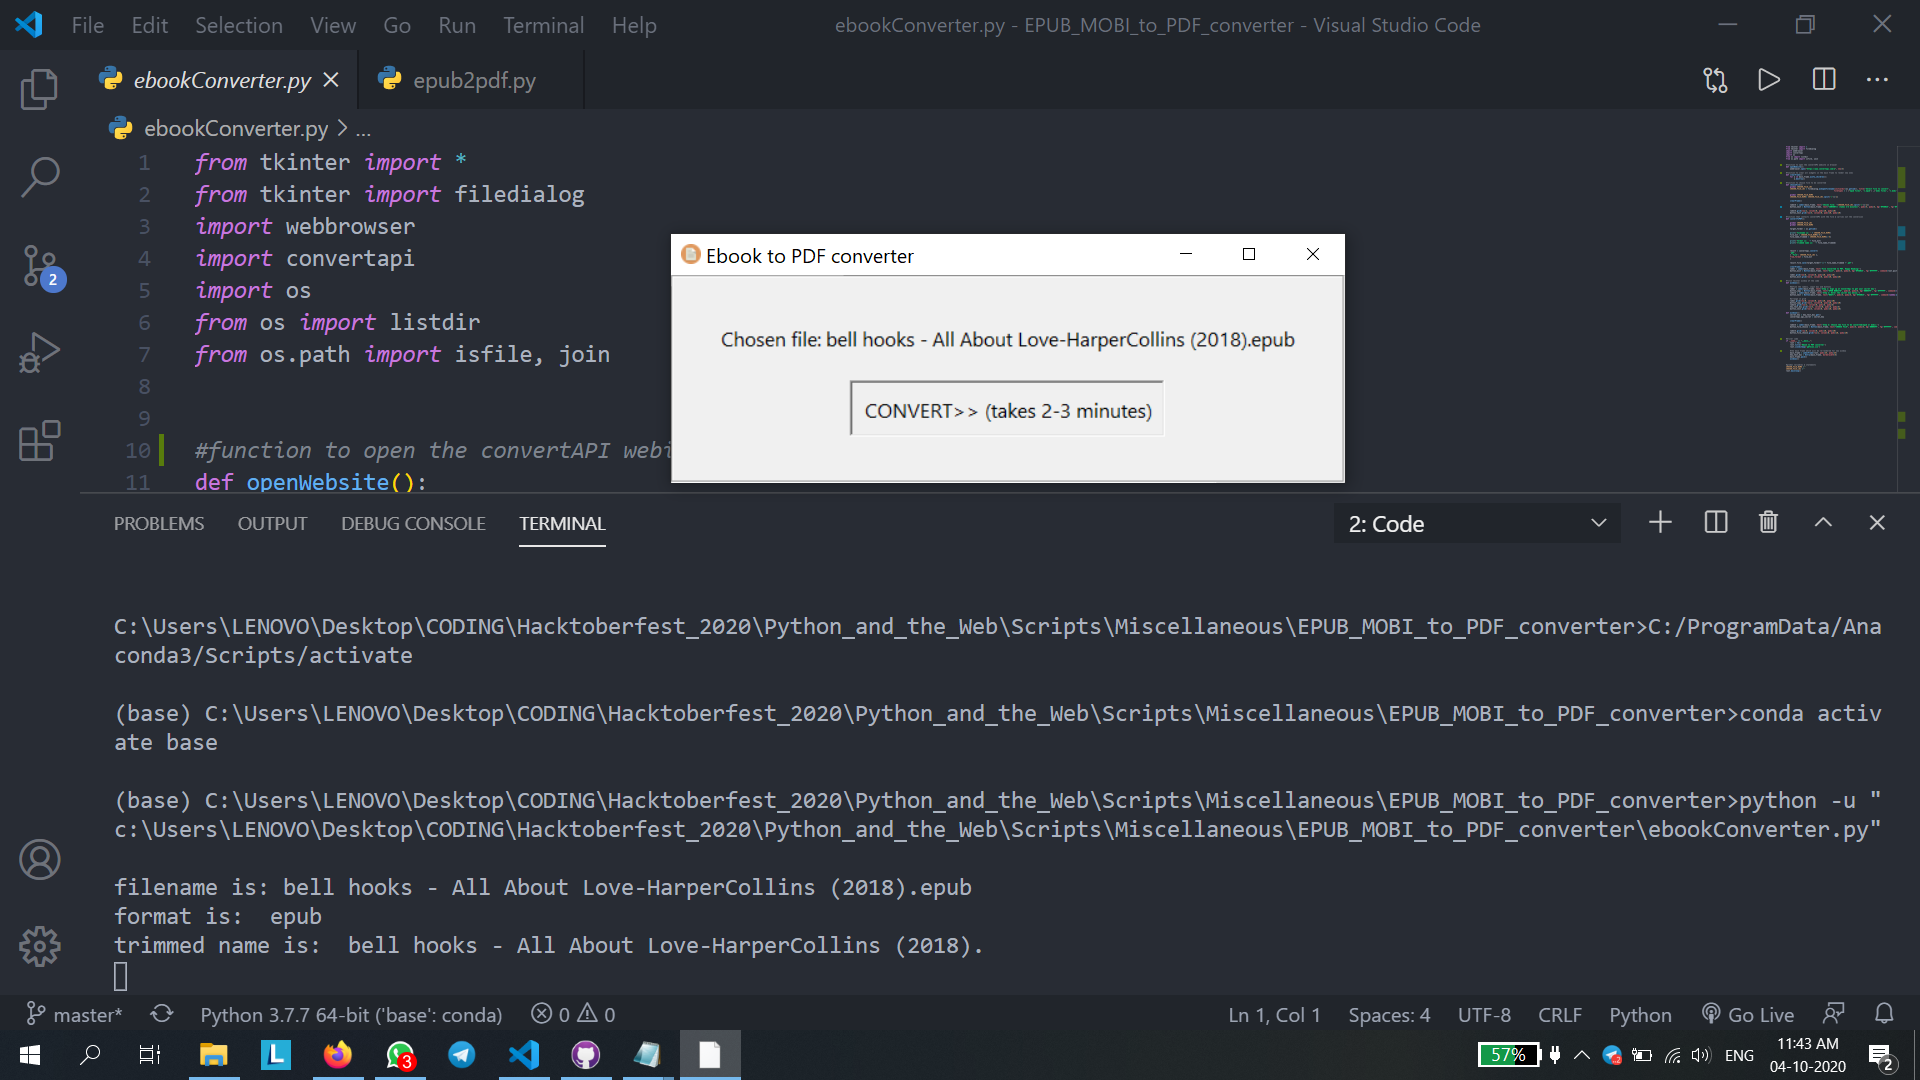 File Edit Selection View Go Run Terminal Help
ebookConverter.py - EPUB_MOBI_to_PDF_converter - Visual Studio Code
ebookConverter.py
epub2pdf.py
ebookConverter.py > ...
1 from tkinter import *
2 from tkinter import filedialog
3 import webbrowser
4 import convertapi
5 import os
6 from os import listdir
7 from os.path import isfile, join
8
9
10 #function to open the convertAPI webi
11 def openWebsite():
2
Ebook to PDF converter
Chosen file: bell hooks - All About Love-HarperCollins (2018).epub
CONVERT>> (takes 2-3 minutes)
PROBLEMS OUTPUT DEBUG CONSOLE TERMINAL
2: Code
C:\Users\LENOVO\Desktop\CODING\Hacktoberfest_2020\Python_and_the_Web\Scripts\Miscellaneous\EPUB_MOBI_to_PDF_converter>C:/ProgramData/Ana
conda3/Scripts/activate
(base) C:\Users\LENOVO\Desktop\CODING\Hacktoberfest_2020\Python_and_the_Web\Scripts\Miscellaneous\EPUB_MOBI_to_PDF_converter>conda activ
ate base
(base) C:\Users\LENOVO\Desktop\CODING\Hacktoberfest_2020\Python_and_the_Web\Scripts\Miscellaneous\EPUB_MOBI_to_PDF_converter>python -u "
c:\Users\LENOVO\Desktop\CODING\Hacktoberfest_2020\Python_and_the_Web\Scripts\Miscellaneous\EPUB_MOBI_to_PDF_converter\ebookConverter.py"
filename is: bell hooks - All About Love-HarperCollins (2018).epub
format is:  epub
trimmed name is:  bell hooks - All About Love-HarperCollins (2018).
master* Python 3.7.7 64-bit ('base': conda) 0 0
Ln 1, Col 1 Spaces: 4 UTF-8 CRLF Python Go Live
L
3
57%
2
ENG
11:43 AM
04-10-2020
2